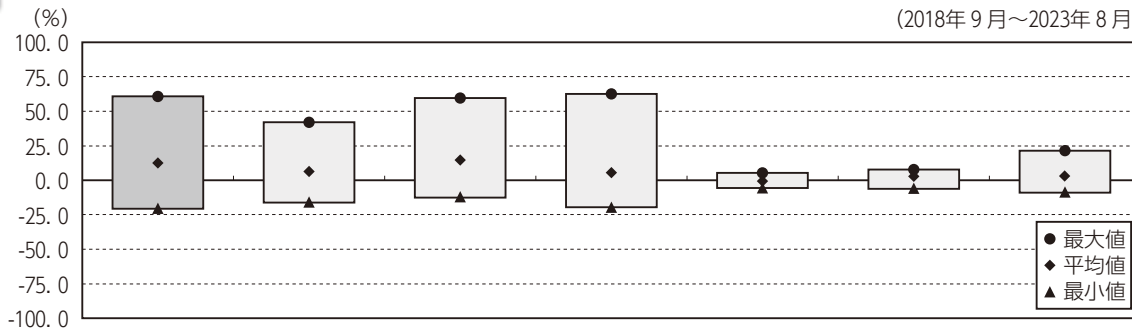 (%)
(2018年9月〜2023年8月
100. 0
75. 0
50. 0
25. 0
0. 0
-25. 0
-50. 0
-75. 0
-100. 0
● 最大値
◆ 平均値
▲ 最小値